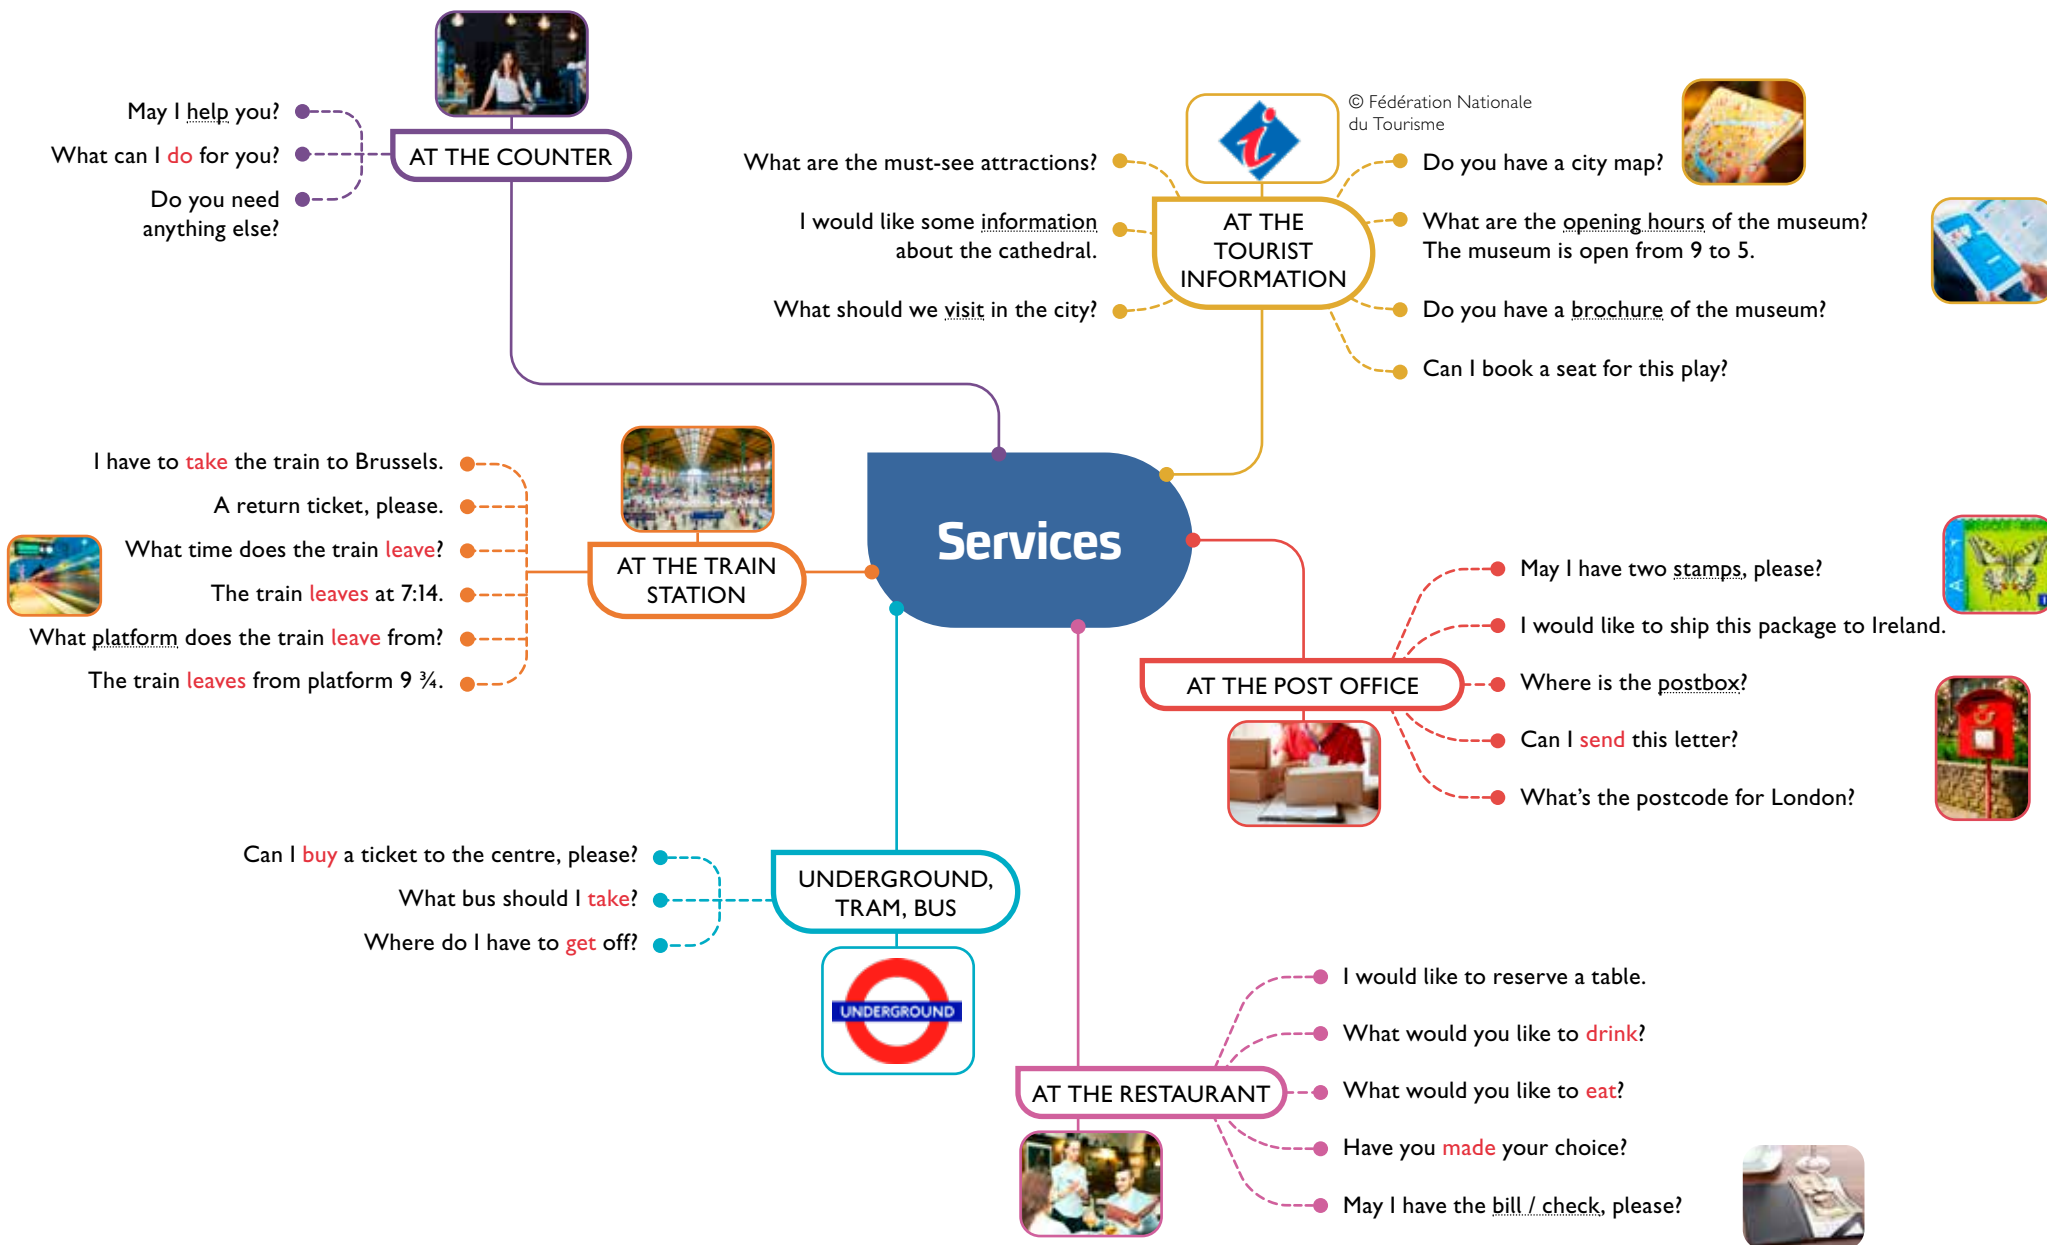 May I help you?
What can I do for you?
Do you need
anything else?
AT THE COUNTER
© Fédération Nationale
du Tourisme
i
AT THE
TOURIST
INFORMATION
What are the must-see attractions?
I would like some information
about the cathedral.
What should we visit in the city?
Do you have a city map?
What are the opening hours of the museum?
The museum is open from 9 to 5.
Do you have a brochure of the museum?
Can I book a seat for this play?
Services
I have to take the train to Brussels.
A return ticket, please.
What time does the train leave?
The train leaves at 7:14.
What platform does the train leave from?
The train leaves from platform 9 ¾.
AT THE TRAIN
STATION
May I have two stamps, please?
I would like to ship this package to Ireland.
Where is the postbox?
Can I send this letter?
What's the postcode for London?
AT THE POST OFFICE
Can I buy a ticket to the centre, please?
What bus should I take?
Where do I have to get off?
UNDERGROUND,
TRAM, BUS
UNDERGROUND
I would like to reserve a table.
What would you like to drink?
What would you like to eat?
Have you made your choice?
May I have the bill / check, please?
AT THE RESTAURANT